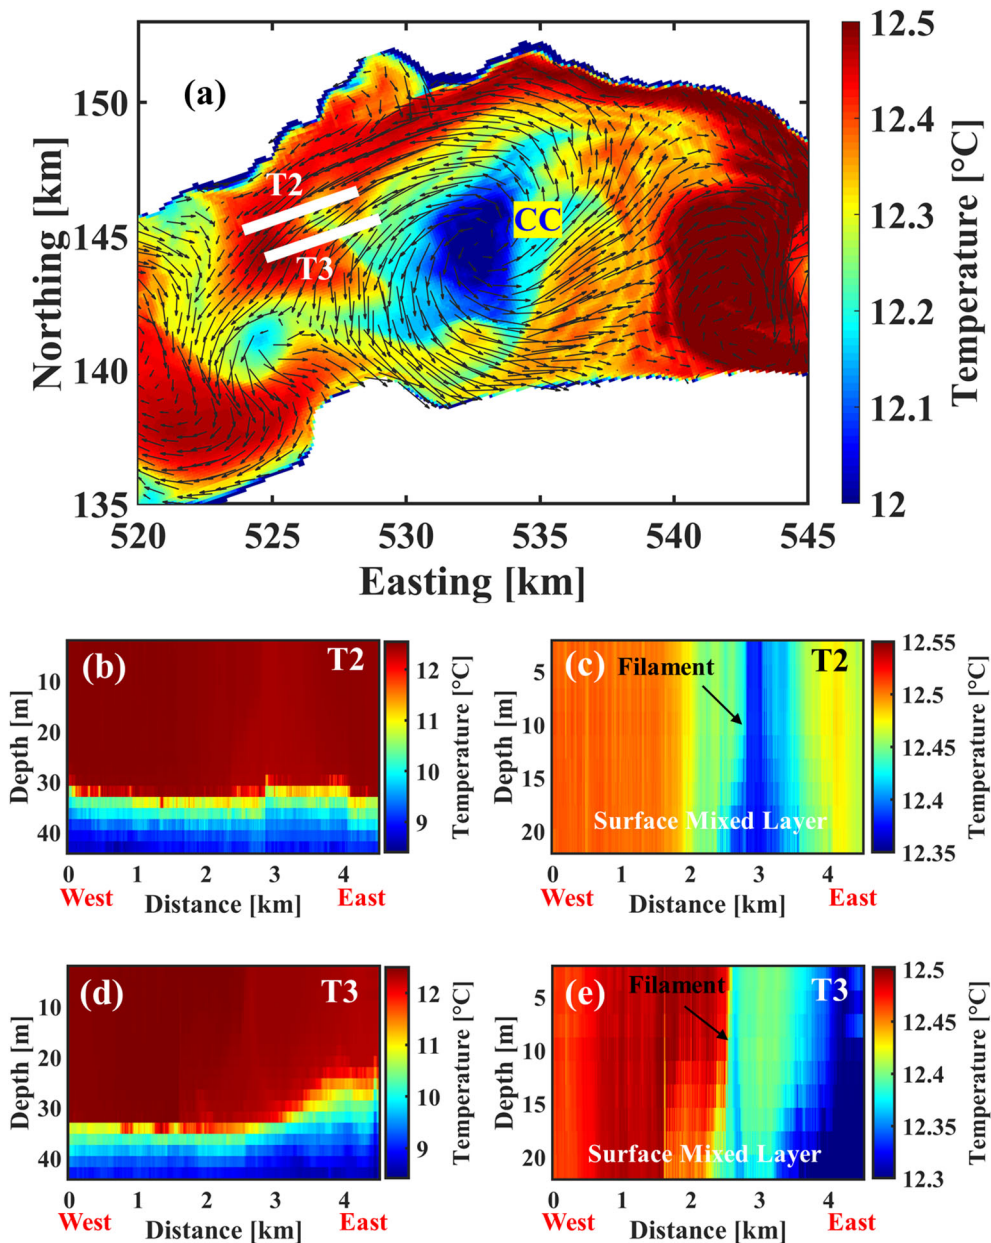 (a)
T2
T3
CC
150
145
140
135
Northing [km]
520
525
530
535
540
545
Easting [km]
12.5
12.4
12.3
12.2
12.1
12
Temperature [°C]
(b)
T2
10
20
30
40
Depth [m]
0
1
2
3
4
West
Distance [km]
East
12
11
10
9
Temperature [°C]
(c)
T2
Filament
Surface Mixed Layer
5
10
15
20
Depth [m]
0
1
2
3
4
West
Distance [km]
East
12.55
12.5
12.45
12.4
12.35
Temperature [°C]
(d)
T3
10
20
30
40
Depth [m]
0
1
2
3
4
West
Distance [km]
East
12
11
10
9
Temperature [°C]
(e)
T3
Filament
Surface Mixed Layer
5
10
15
20
Depth [m]
0
1
2
3
4
West
Distance [km]
East
12.5
12.45
12.4
12.35
12.3
Temperature [°C]